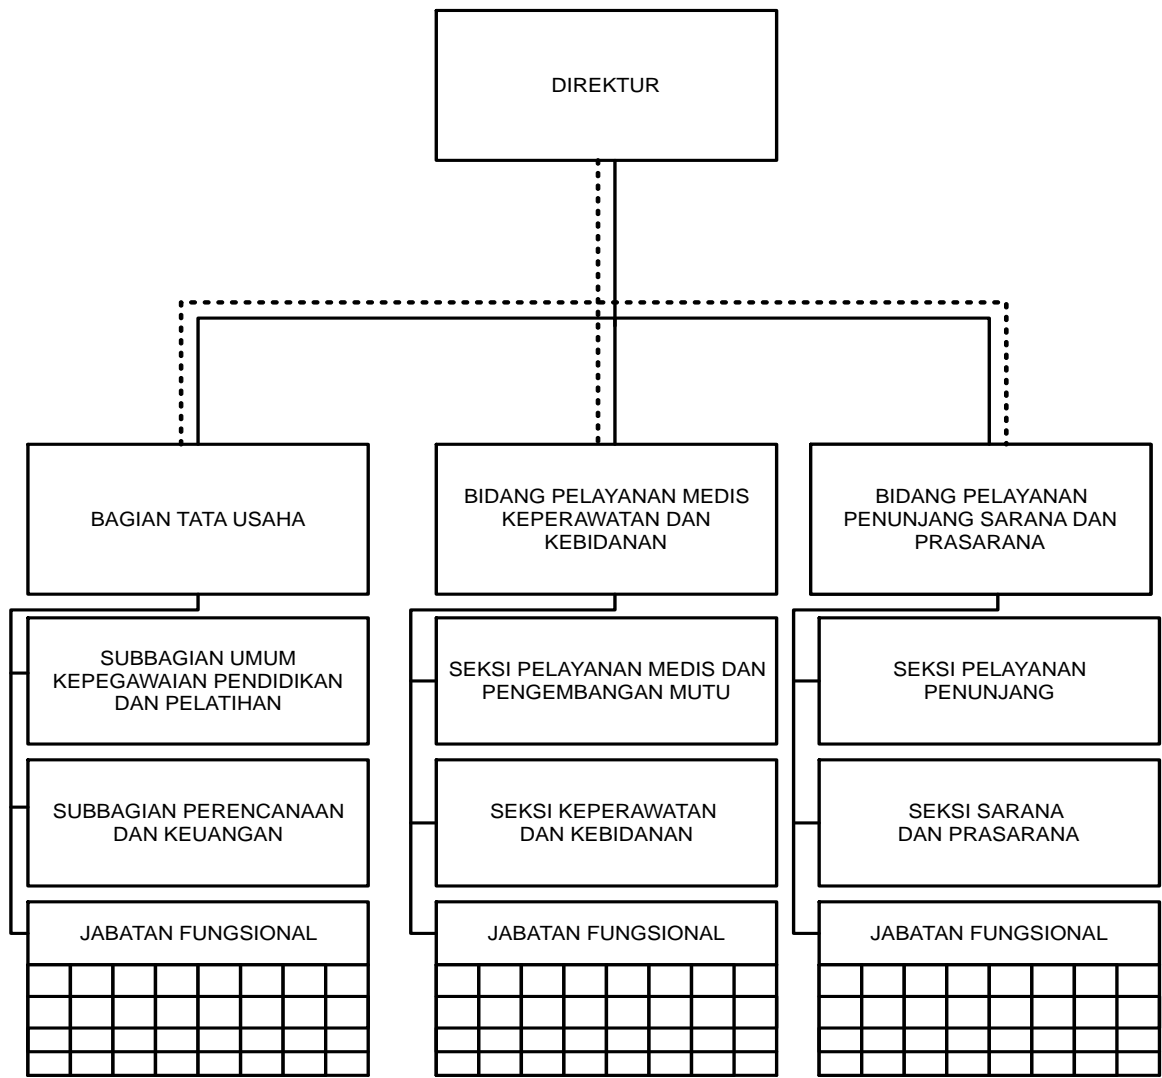 DIREKTUR
BAGIAN TATA USAHA
BIDANG PELAYANAN MEDIS
KEPERAWATAN DAN
KEBIDANAN
BIDANG PELAYANAN
PENUNJANG SARANA DAN
PRASARANA
SUBBAGIAN UMUM
KEPEGAWAIAN PENDIDIKAN
DAN PELATIHAN
SEKSI PELAYANAN MEDIS DAN
PENGEMBANGAN MUTU
SEKSI PELAYANAN
PENUNJANG
SUBBAGIAN PERENCANAAN
DAN KEUANGAN
SEKSI KEPERAWATAN
DAN KEBIDANAN
SEKSI SARANA
DAN PRASARANA
JABATAN FUNGSIONAL
JABATAN FUNGSIONAL
JABATAN FUNGSIONAL